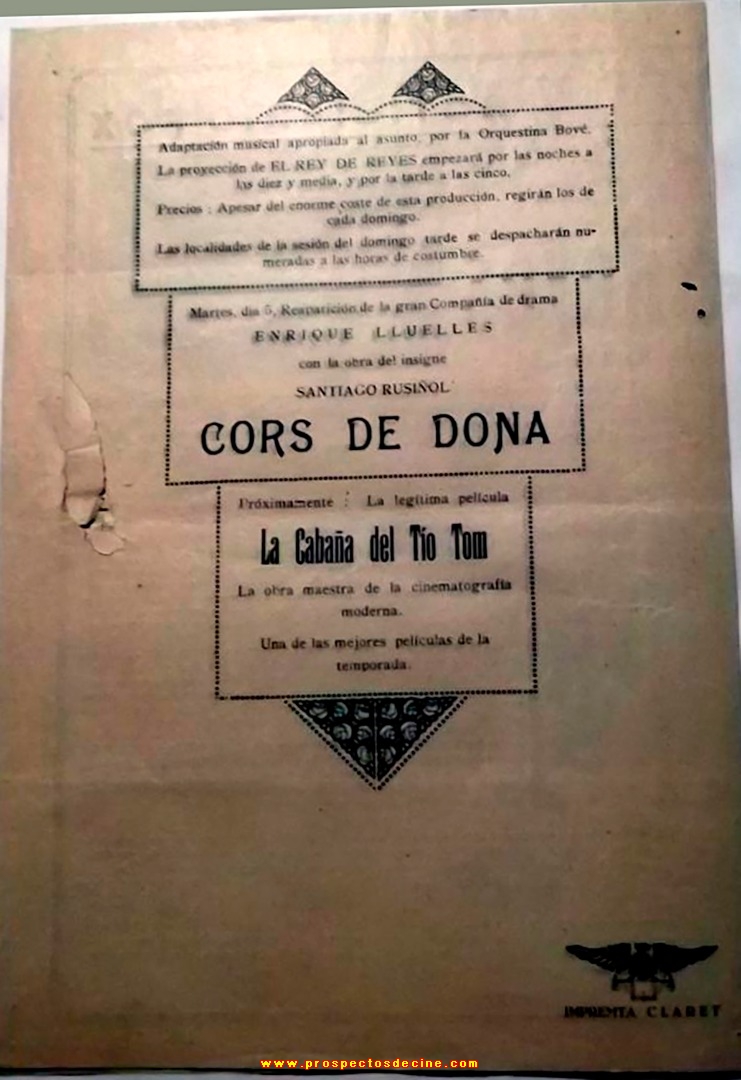 Adaptación musical apropiada al asunto, por la Orquestina Bové.
La proyección de EL REY DE REYES empezará por las noches a
las diez y media, y por la tarde a las cinco.
Precios : Apesar del enorme coste de esta producción, regirán los de
cada domingo.
Las localidades de la sesión del domingo tarde se despacharán nu-
meradas a las horas de costumbre.
Martes, día 5, Reaparición de la gran Compañía de drama
ENRIQUE LLUELLES
con la obra del insigne
SANTIAGO RUSIÑOL
CORS DE DONA
Próximamente : La legítima película
La Cabaña del Tío Tom
La obra maestra de la cinematografía
moderna.
Una de las mejores películas de la
temporada.
IMPREMTA CLARET
www.prospectosdecine.com